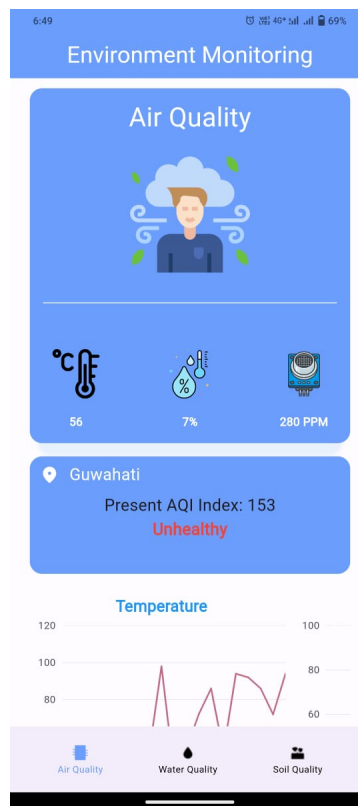 6:49
4G+ 69%
Environment Monitoring
Air Quality
°C
%
56
7%
280 PPM
Guwahati
Present AQI Index: 153
Unhealthy
Temperature
120
100
100
80
80
60
Air Quality
Water Quality
Soil Quality